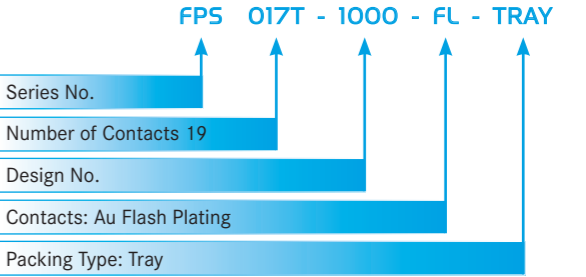 FPS 017T - 1000 - FL - TRAY
Series No.
Number of Contacts 19
Design No.
Contacts: Au Flash Plating
Packing Type: Tray